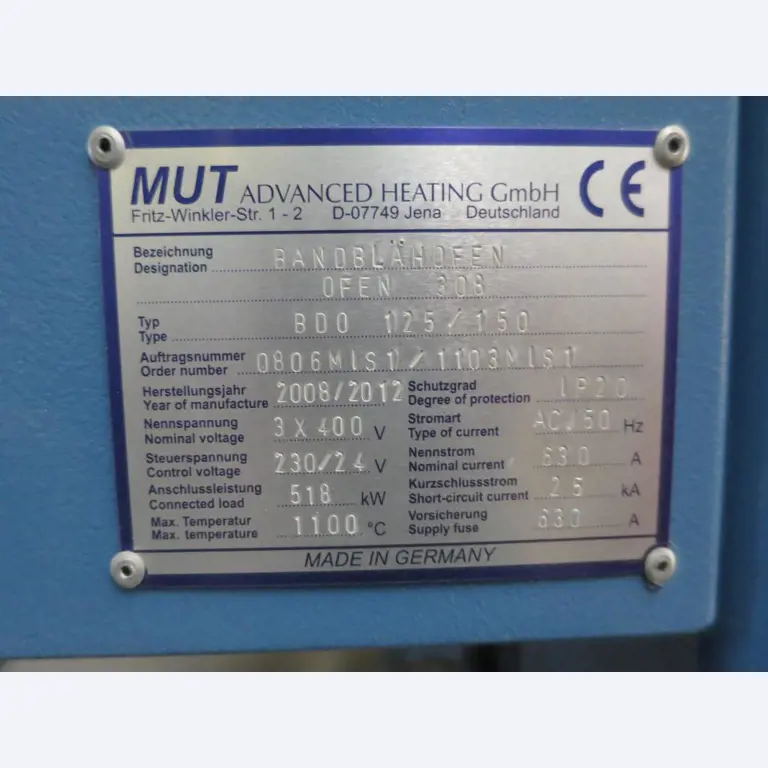 MUT ADVANCED HEATING GmbH CE
Fritz-Winkler-Str. 1 - 2 D-07749 Jena Deutschland
Bezeichnung
Designation BANDBLÄHOFEN
OFEN 308
Typ
Type BDO 125/150
Auftragsnummer
Order number 0806MIS1/1103MIS1
Herstellungsjahr
Year of manufacture 2008/2012
Schutzgrad
Degree of protection IP20
Nennspannung
Nominal voltage 3 X 400 V
Stromart
Type of current AC/50 Hz
Steuerspannung
Control voltage 230/24 V
Nennstrom
Nominal current 630 A
Anschlussleistung
Connected load 518 kW
Kurzschlussstrom
Short-circuit current 25 kA
Max. Temperatur
Max. temperature 1100 °C
Vorsicherung
Supply fuse 630 A
MADE IN GERMANY